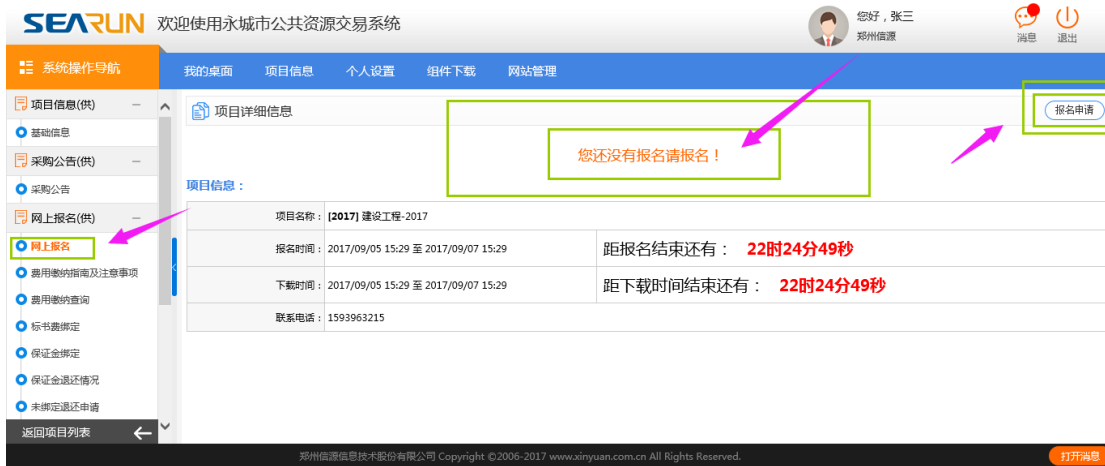 SEARUN 欢迎使用永城市公共资源交易系统
您好，张三
郑州信源
消息 退出
系统操作导航
我的桌面 项目信息 个人设置 组件下载 网站管理
项目信息(供)
基础信息
采购公告(供)
采购公告
网上报名(供)
网上报名
费用缴纳指南及注意事项
费用缴纳查询
标书费绑定
保证金绑定
保证金退还情况
未绑定退还申请
返回项目列表
项目详细信息
报名申请
您还没有报名请报名！
项目信息：
项目名称： [2017] 建设工程-2017
报名时间： 2017/09/05 15:29 至 2017/09/07 15:29 距报名结束还有： 22时24分49秒
下载时间： 2017/09/05 15:29 至 2017/09/07 15:29 距下载时间结束还有： 22时24分49秒
联系电话： 1593963215
郑州信源信息技术股份有限公司 Copyright ©2006-2017 www.xinyuan.com.cn All Rights Reserved.
打开消息